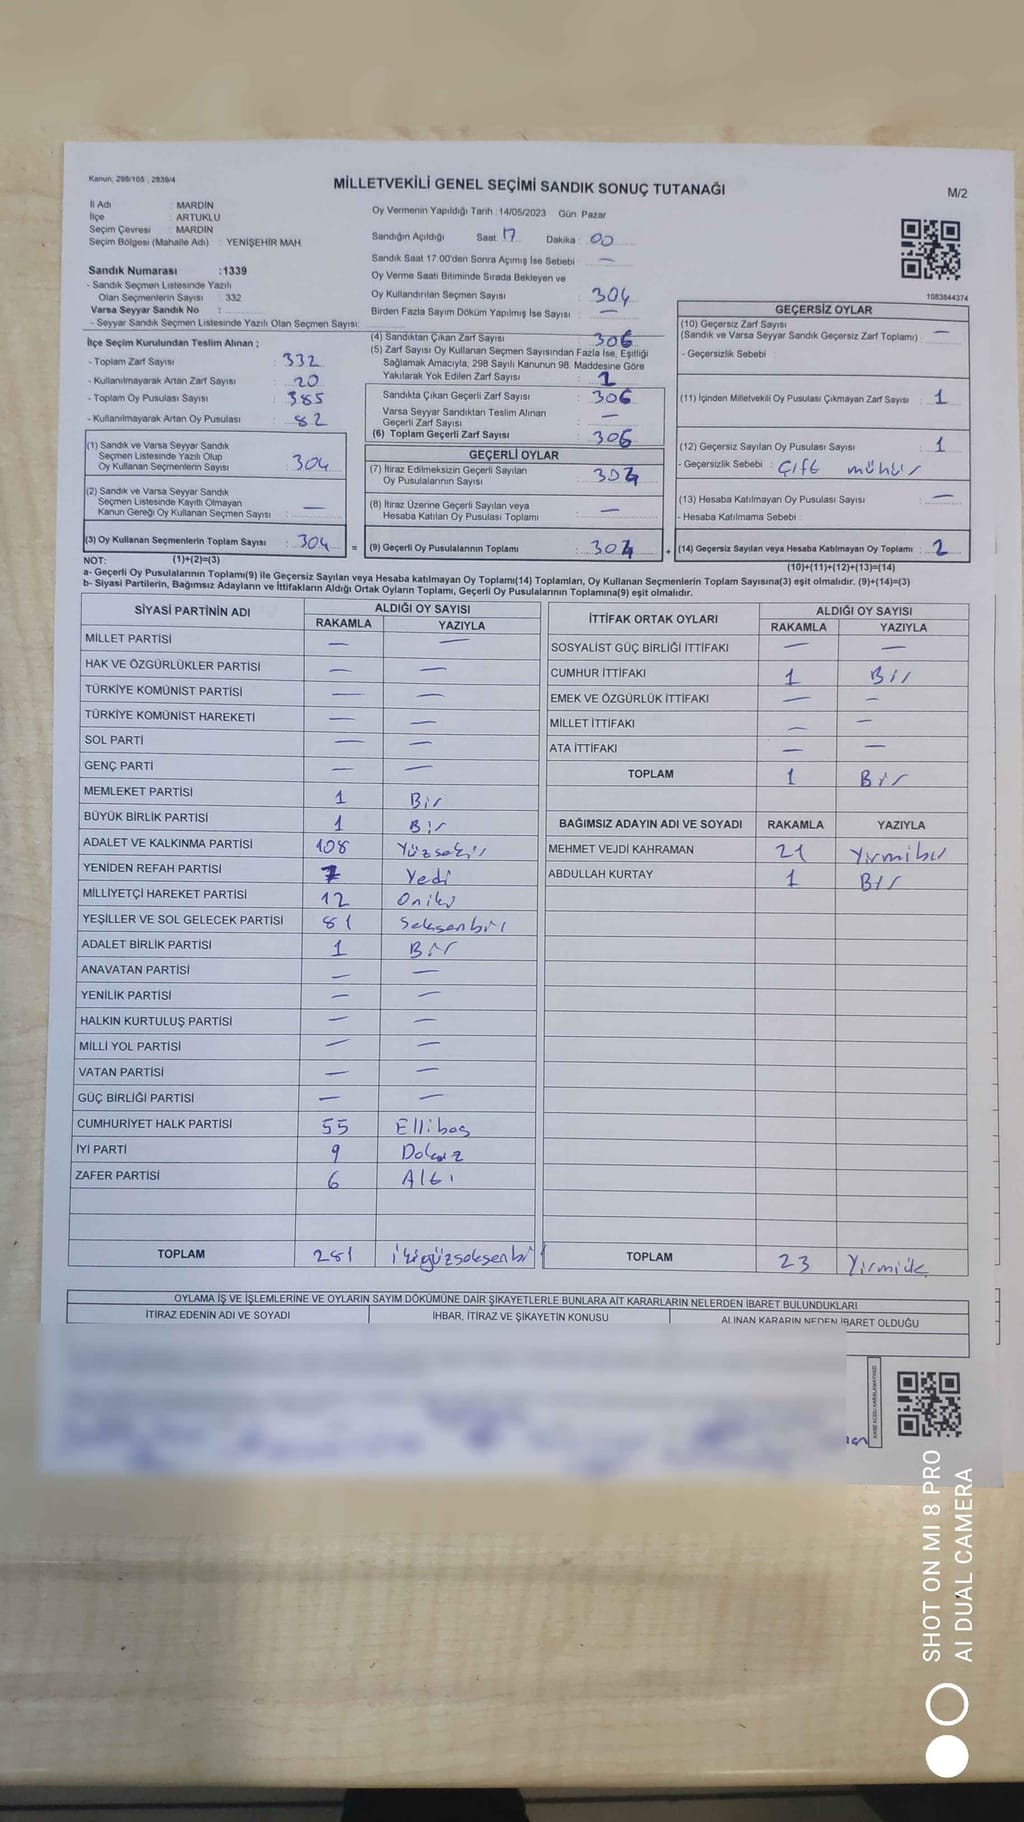 Kanun, 298/105 , 2839/4
MİLLETVEKİLİ GENEL SEÇİMİ SANDIK SONUÇ TUTANAĞI
M/2
İl Adı : MARDİN
İlçe : ARTUKLU
Seçim Çevresi : MARDİN
Seçim Bölgesi (Mahalle Adı) : YENİŞEHİR MAH.
Sandık Numarası :1339
- Sandık Seçmen Listesinde Yazılı
Olan Seçmenlerin Sayısı : 332
Varsa Seyyar Sandık No :
- Seyyar Sandık Seçmen Listesinde Yazılı Olan Seçmen Sayısı:
İlçe Seçim Kurulundan Teslim Alınan ;
- Toplam Zarf Sayısı : 332
- Kullanılmayarak Artan Zarf Sayısı : 20
- Toplam Oy Pusulası Sayısı : 385
- Kullanılmayarak Artan Oy Pusulası : 82
(1) Sandık ve Varsa Seyyar Sandık
Seçmen Listesinde Yazılı Olup
Oy Kullanan Seçmenlerin Sayısı : 304
(2) Sandık ve Varsa Seyyar Sandık
Seçmen Listesinde Kayıtlı Olmayan
Kanun Gereği Oy Kullanan Seçmen Sayısı : —
(3) Oy Kullanan Seçmenlerin Toplam Sayısı : 304
(1)+(2)=(3)
Oy Vermenin Yapıldığı Tarih : 14/05/2023 Gün: Pazar
Sandığın Açıldığı Saat: 17 Dakika : 00
Sandık Saat 17.00'den Sonra Açımış İse Sebebi : —
Oy Verme Saati Bitiminde Sırada Bekleyen ve
Oy Kullandırılan Seçmen Sayısı : 304
Birden Fazla Sayım Döküm Yapılmış İse Sayısı : —
(4) Sandıktan Çıkan Zarf Sayısı : 306
(5) Zarf Sayısı Oy Kullanan Seçmen Sayısından Fazla İse, Eşitliği
Sağlamak Amacıyla, 298 Sayılı Kanunun 98. Maddesine Göre
Yakılarak Yok Edilen Zarf Sayısı :
Sandıkta Çıkan Geçerli Zarf Sayısı : 306
Varsa Seyyar Sandıktan Teslim Alınan
Geçerli Zarf Sayısı : —
(6) Toplam Geçerli Zarf Sayısı : 306
GEÇERLİ OYLAR
(7) İtiraz Edilmeksizin Geçerli Sayılan
Oy Pusulalarının Sayısı :
(8) İtiraz Üzerine Geçerli Sayılan veya
Hesaba Katılan Oy Pusulası Toplamı : —
= (9) Geçerli Oy Pusulalarının Toplamı :
1083644374
GEÇERSİZ OYLAR
(10) Geçersiz Zarf Sayısı
(Sandık ve Varsa Seyyar Sandık Geçersiz Zarf Toplamı) : —
- Geçersizlik Sebebi :
(11) İçinden Milletvekili Oy Pusulası Çıkmayan Zarf Sayısı : 1
(12) Geçersiz Sayılan Oy Pusulası Sayısı : 1
- Geçersizlik Sebebi : Çift mühür
(13) Hesaba Katılmayan Oy Pusulası Sayısı : —
- Hesaba Katılmama Sebebi :
+ (14) Geçersiz Sayılan veya Hesaba Katılmayan Oy Toplamı : 2
(10)+(11)+(12)+(13)=(14)
NOT:
a- Geçerli Oy Pusulalarının Toplamı(9) ile Geçersiz Sayılan veya Hesaba katılmayan Oy Toplamı(14) Toplamları, Oy Kullanan Seçmenlerin Toplam Sayısına(3) eşit olmalıdır. (9)+(14)=(3)
b- Siyasi Partilerin, Bağımsız Adayların ve İttifakların Aldığı Ortak Oyların Toplamı, Geçerli Oy Pusulalarının Toplamına(9) eşit olmalıdır.
SİYASİ PARTİNİN ADI ALDIĞI OY SAYISI
RAKAMLA YAZIYLA
MİLLET PARTİSİ — —
HAK VE ÖZGÜRLÜKLER PARTİSİ — —
TÜRKİYE KOMÜNİST PARTİSİ — —
TÜRKİYE KOMÜNİST HAREKETİ — —
SOL PARTİ — —
GENÇ PARTİ — —
MEMLEKET PARTİSİ 1 Bir
BÜYÜK BİRLİK PARTİSİ 1 Bir
ADALET VE KALKINMA PARTİSİ 108 Yüzsekiz
YENİDEN REFAH PARTİSİ 7 Yedi
MİLLİYETÇİ HAREKET PARTİSİ 12 Oniki
YEŞİLLER VE SOL GELECEK PARTİSİ 81 Seksenbir
ADALET BİRLİK PARTİSİ 1 Bir
ANAVATAN PARTİSİ — —
YENİLİK PARTİSİ — —
HALKIN KURTULUŞ PARTİSİ — —
MİLLİ YOL PARTİSİ — —
VATAN PARTİSİ — —
GÜÇ BİRLİĞİ PARTİSİ — —
CUMHURİYET HALK PARTİSİ 55 Ellibeş
İYİ PARTİ 9 Dokuz
ZAFER PARTİSİ 6 Altı
TOPLAM 281 ikiyüzseksenbir
İTTİFAK ORTAK OYLARI ALDIĞI OY SAYISI
RAKAMLA YAZIYLA
SOSYALİST GÜÇ BİRLİĞİ İTTİFAKI — —
CUMHUR İTTİFAKI 1 Bir
EMEK VE ÖZGÜRLÜK İTTİFAKI — —
MİLLET İTTİFAKI — —
ATA İTTİFAKI — —
TOPLAM 1 Bir
BAĞIMSIZ ADAYIN ADI VE SOYADI RAKAMLA YAZIYLA
MEHMET VEJDİ KAHRAMAN 21 Yirmibir
ABDULLAH KURTAY 1 Bir
TOPLAM 23 Yirmiüç
OYLAMA İŞ VE İŞLEMLERİNE VE OYLARIN SAYIM DÖKÜMÜNE DAİR ŞİKAYETLERLE BUNLARA AİT KARARLARIN NELERDEN İBARET BULUNDUKLARI
İTİRAZ EDENİN ADI VE SOYADI İHBAR, İTİRAZ VE ŞİKAYETİN KONUSU ALINAN KARARIN NEDEN İBARET OLDUĞU
SHOT ON MI 8 PRO
AI DUAL CAMERA